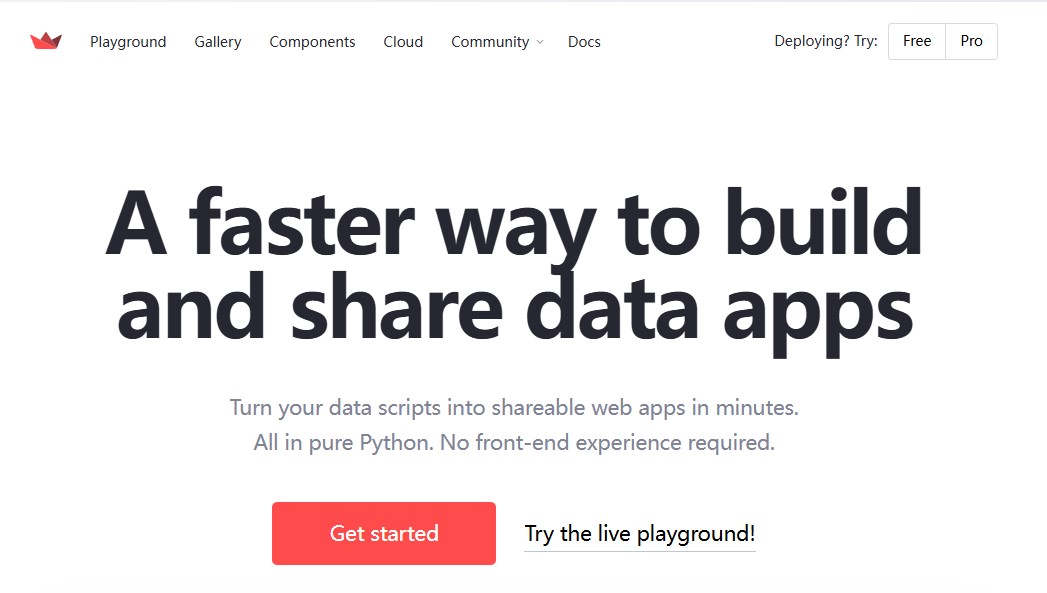 Playground Gallery Components Cloud Community Docs Deploying? Try: Free Pro
A faster way to build
and share data apps
Turn your data scripts into shareable web apps in minutes.
All in pure Python. No front-end experience required.
Get started Try the live playground!